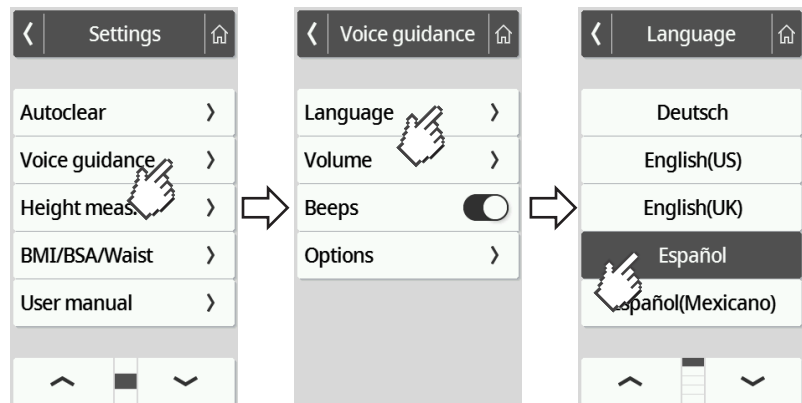 Settings
Autoclear
Voice guidance
Height meas.
BMI/BSA/Waist
User manual
Voice guidance
Language
Volume
Beeps
Options
Language
Deutsch
English(US)
English(UK)
Español
Español(Mexicano)